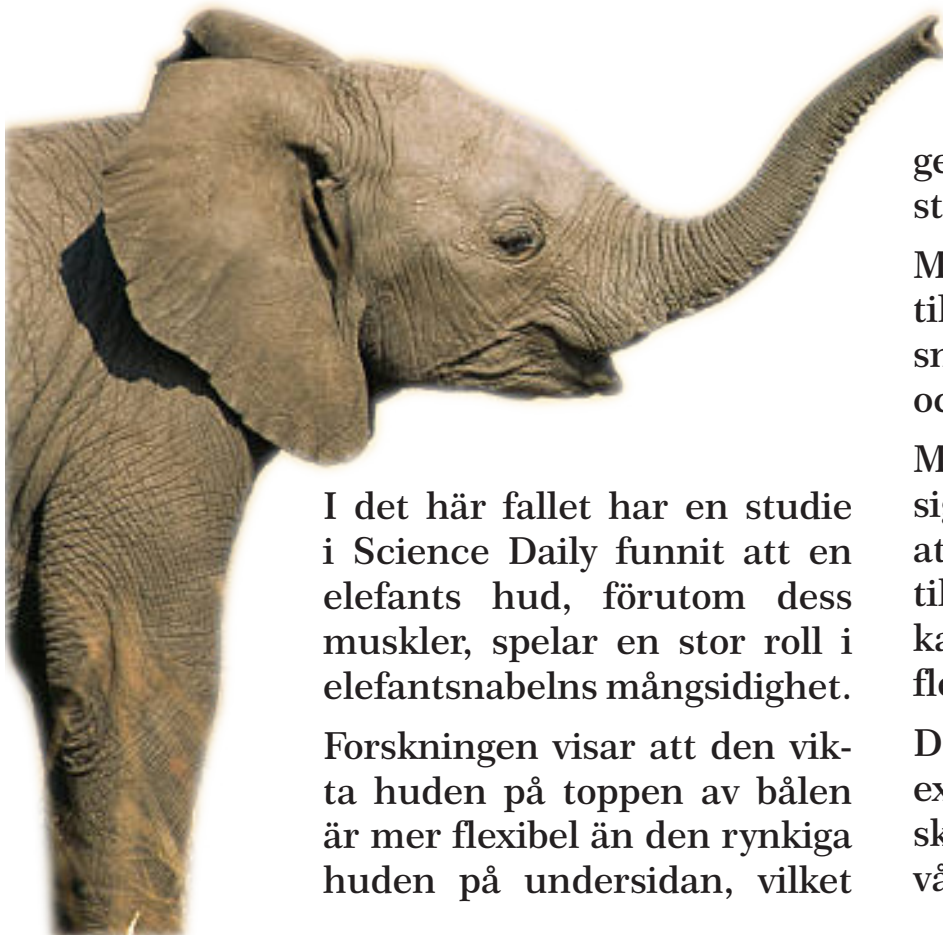 I det här fallet har en studie
i Science Daily funnit att en
elefants hud, förutom dess
muskler, spelar en stor roll i
elefantsnabelns mångsidighet.
Forskningen visar att den vik-
ta huden på toppen av bålen
är mer flexibel än den rynkiga
huden på undersidan, vilket